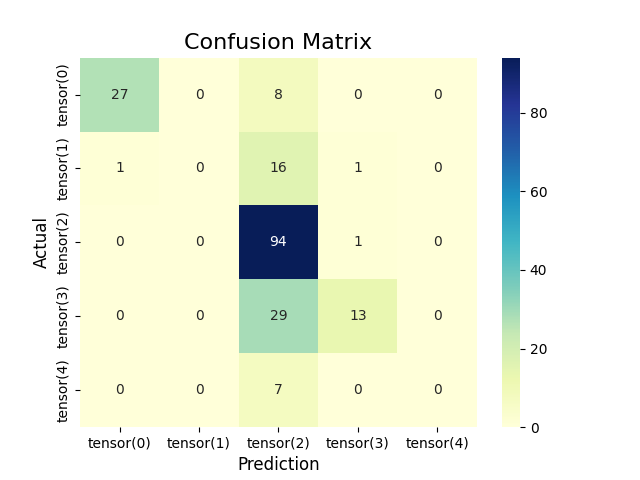 Confusion Matrix
tensor(0) 27 0 8 0 0
tensor(1) 1 0 16 1 0
tensor(2) 0 0 94 1 0
tensor(3) 0 0 29 13 0
tensor(4) 0 0 7 0 0
tensor(0) tensor(1) tensor(2) tensor(3) tensor(4)
Prediction
Actual
80
60
40
20
0